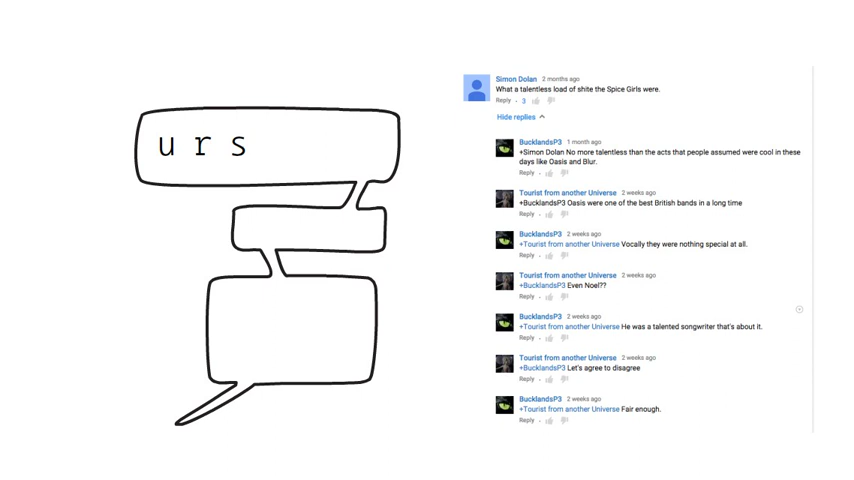 u r s
Simon Dolan 2 months ago
What a talentless load of shite the Spice Girls were.
Reply · 3
Hide replies
BucklandsP3 1 month ago
+Simon Dolan No more talentless than the acts that people assumed were cool in these
days like Oasis and Blur.
Reply ·
Tourist from another Universe 2 weeks ago
+BucklandsP3 Oasis were one of the best British bands in a long time
Reply ·
BucklandsP3 2 weeks ago
+Tourist from another Universe Vocally they were nothing special at all.
Reply ·
Tourist from another Universe 2 weeks ago
+BucklandsP3 Even Noel??
Reply ·
BucklandsP3 2 weeks ago
+Tourist from another Universe He was a talented songwriter that's about it.
Reply ·
Tourist from another Universe 2 weeks ago
+BucklandsP3 Let's agree to disagree
Reply ·
BucklandsP3 2 weeks ago
+Tourist from another Universe Fair enough.
Reply ·